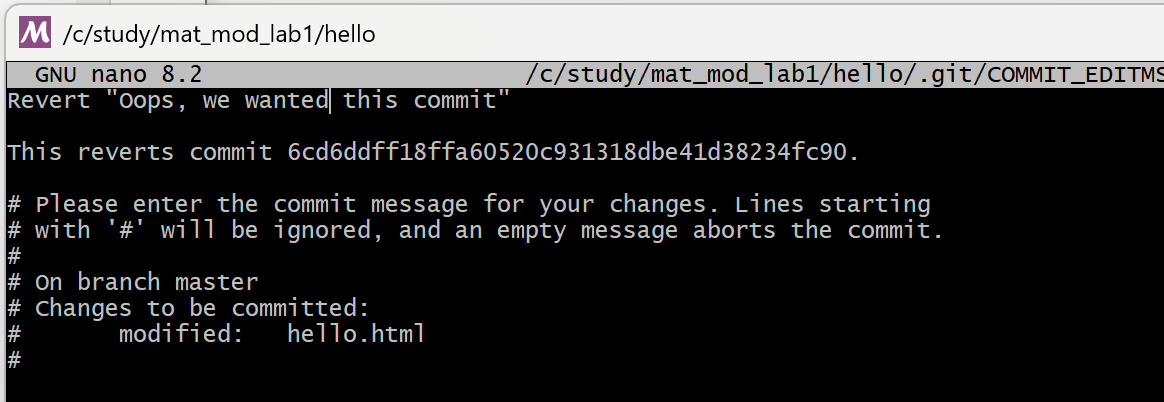 M /c/study/mat_mod_lab1/hello
GNU nano 8.2 /c/study/mat_mod_lab1/hello/.git/COMMIT_EDITMS
Revert "Oops, we wanted this commit"
This reverts commit 6cd6ddff18ffa60520c931318dbe41d38234fc90.
# Please enter the commit message for your changes. Lines starting
# with '#' will be ignored, and an empty message aborts the commit.
#
# On branch master
# Changes to be committed:
#       modified:   hello.html
#